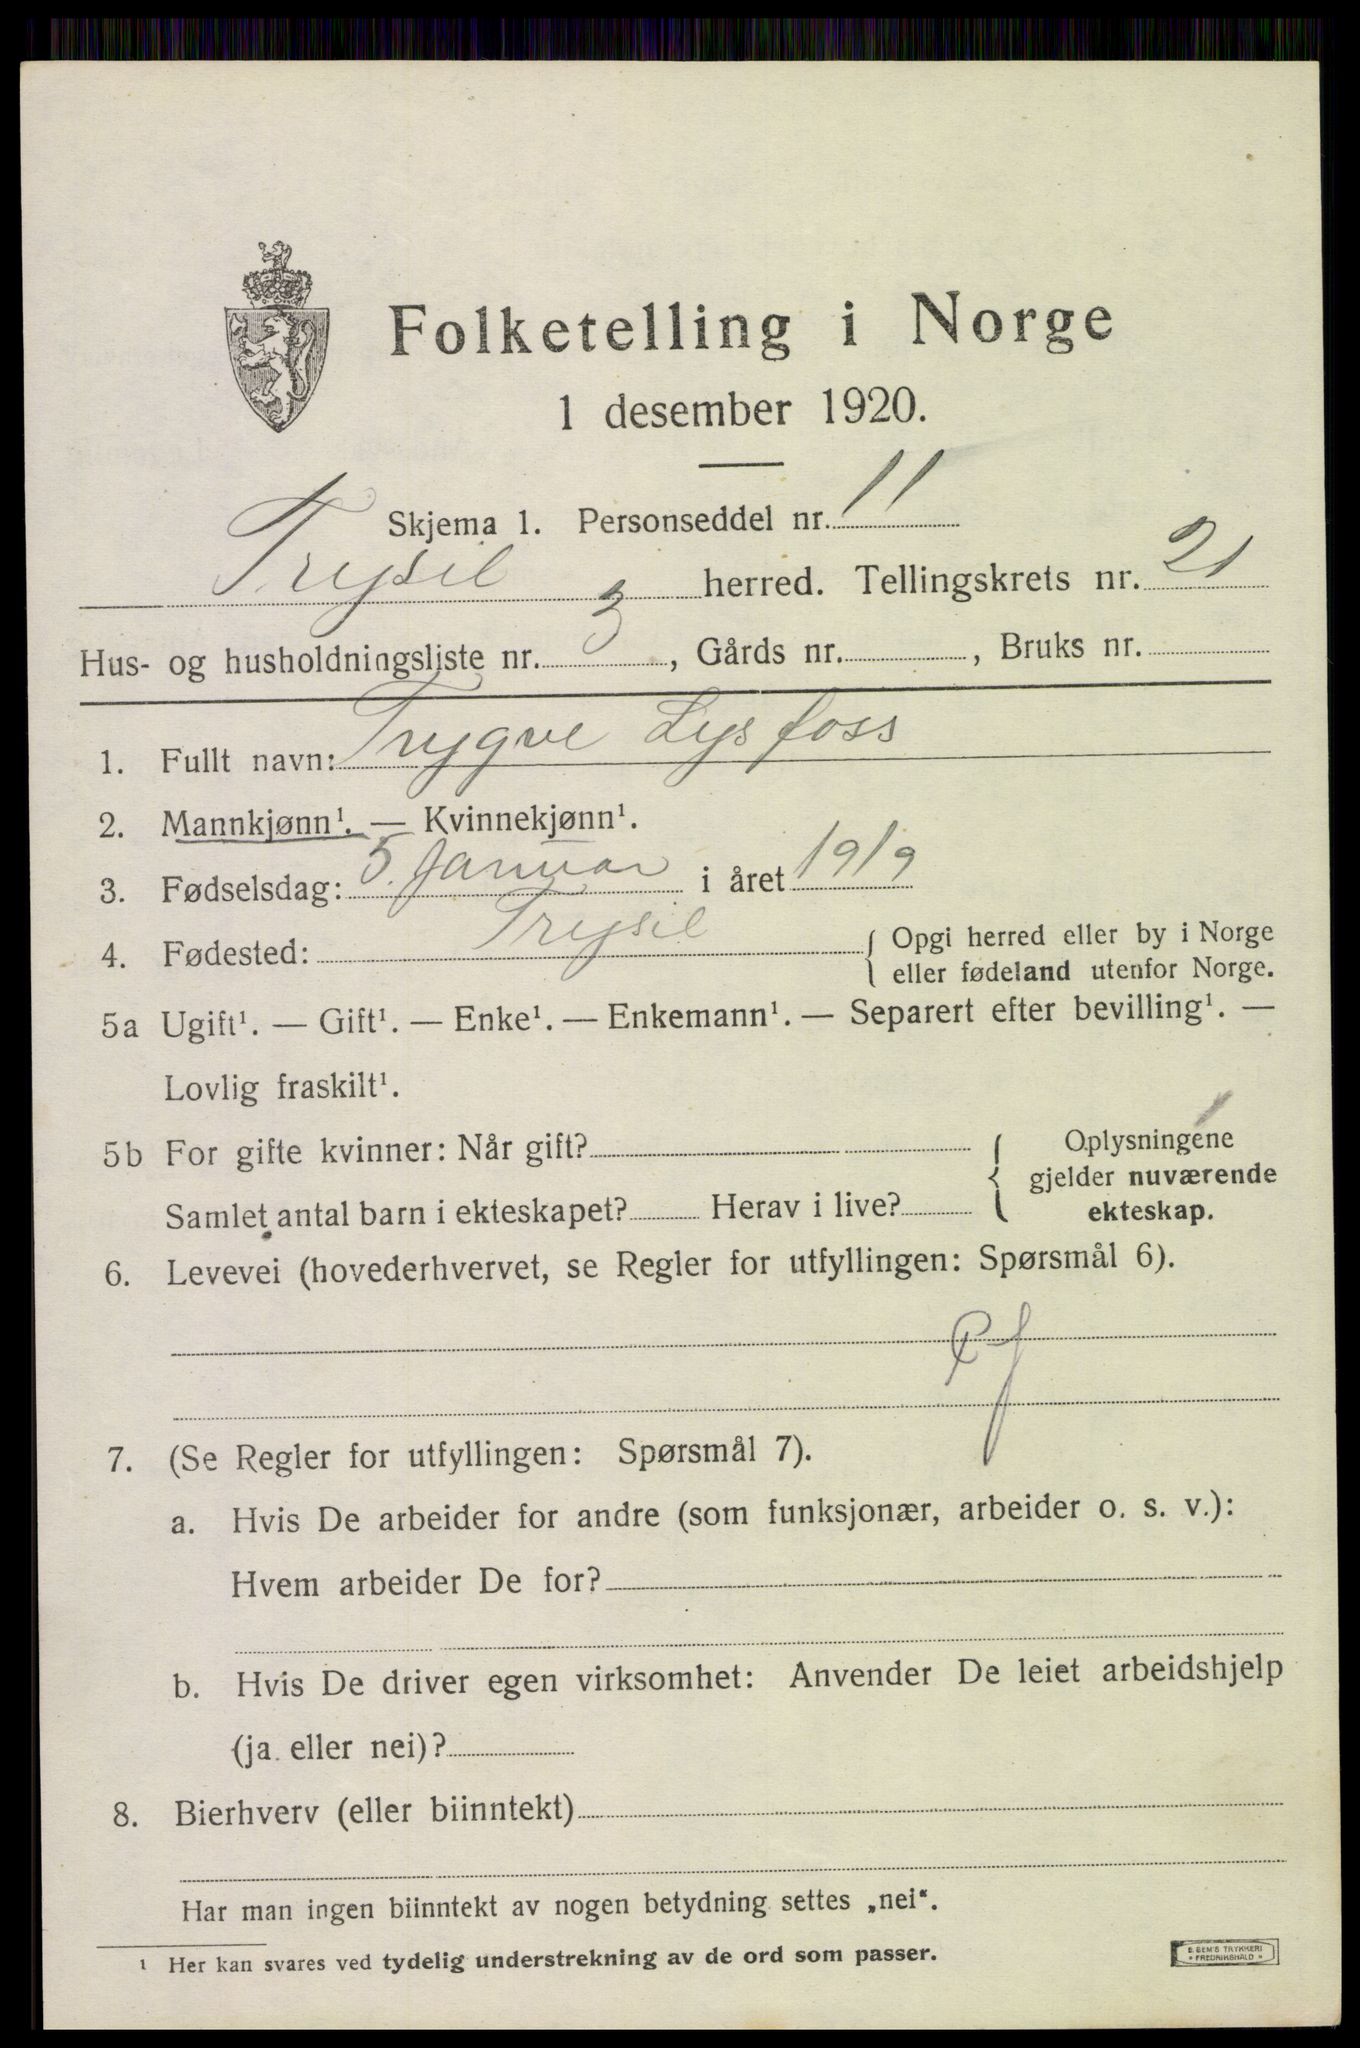 Folketelling i Norge
1 desember 1920.
Skjema 1. Personseddel nr. 11
Trysil herred. Tellingskrets nr. 21
Hus- og husholdningsliste nr. 3, Gårds nr. , Bruks nr.
1. Fullt navn: Trygve Lysfoss
2. Mannkjønn¹. — Kvinnekjønn¹.
3. Fødselsdag: 5. Januar i året 1919
4. Fødested: Trysil { Opgi herred eller by i Norge
eller fødeland utenfor Norge.
5a Ugift¹. — Gift¹. — Enke¹. — Enkemann¹. — Separert efter bevilling¹. —
Lovlig fraskilt¹.
5b For gifte kvinner: Når gift? { Oplysningene
gjelder nuværende
Samlet antal barn i ekteskapet? Herav i live? ekteskap.
6. Levevei (hovederhvervet, se Regler for utfyllingen: Spørsmål 6).
7. (Se Regler for utfyllingen: Spørsmål 7).
a. Hvis De arbeider for andre (som funksjonær, arbeider o. s. v.):
Hvem arbeider De for?
b. Hvis De driver egen virksomhet: Anvender De leiet arbeidshjelp
(ja eller nei)?
8. Bierhverv (eller biinntekt)
Har man ingen biinntekt av nogen betydning settes „nei“.
¹ Her kan svares ved tydelig understrekning av de ord som passer.
E. SEM'S TRYKKERI
FREDRIKSHALD